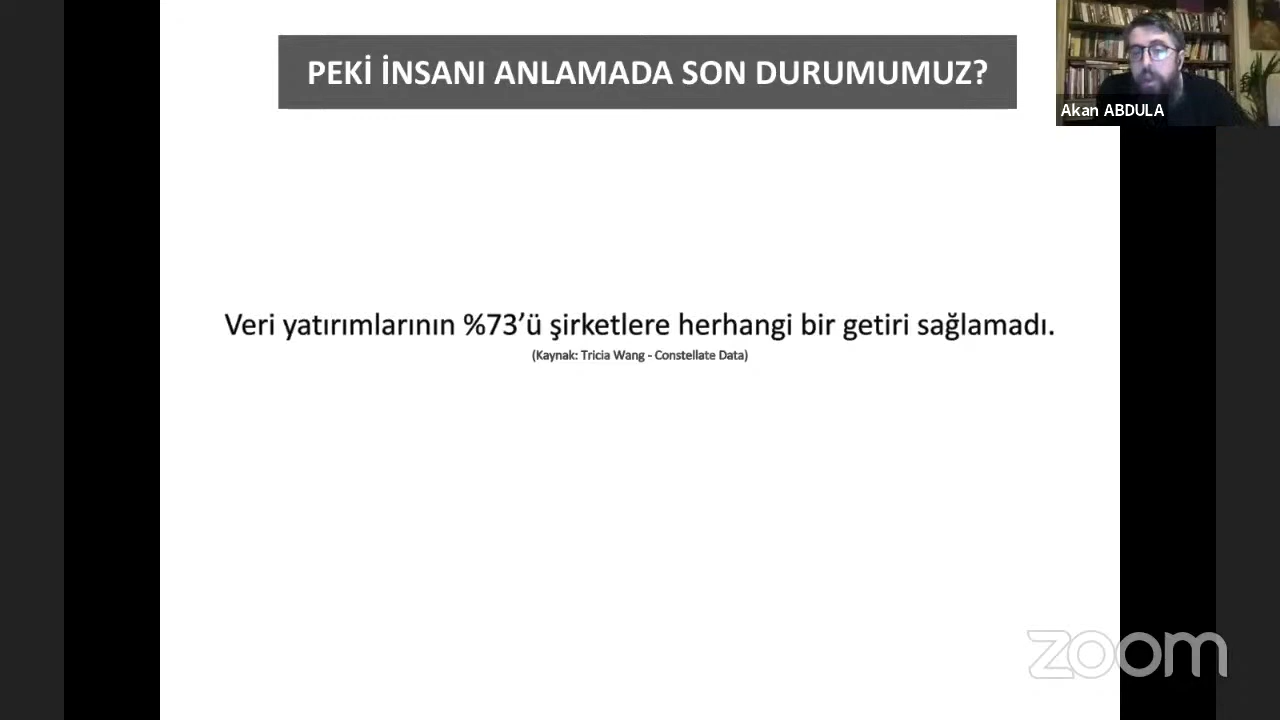 PEKİ İNSANI ANLAMADA SON DURUMUMUZ?
Akan ABDULA
Veri yatırımlarının %73’ü şirketlere herhangi bir getiri sağlamadı.
(Kaynak: Tricia Wang - Constellate Data)
zoom